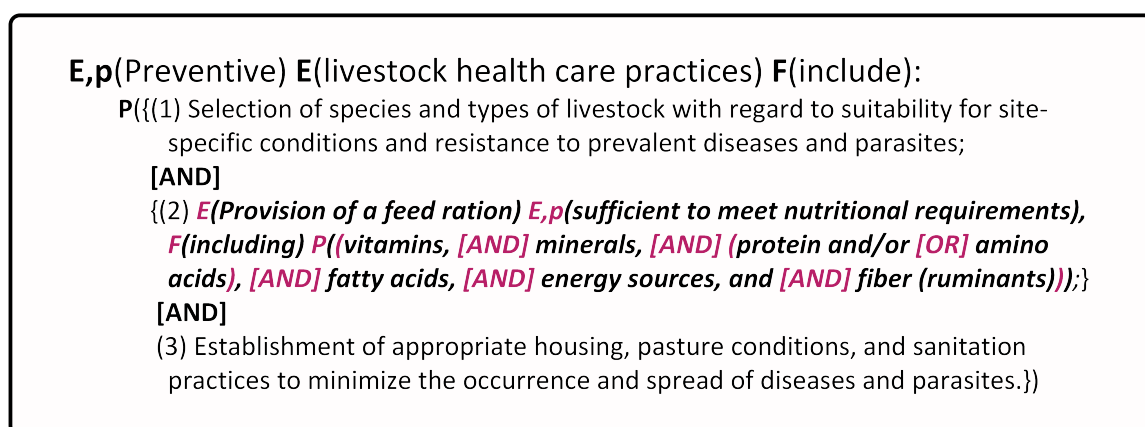 E,p(Preventive) E(livestock health care practices) F(include):
P({(1) Selection of species and types of livestock with regard to suitability for site-
specific conditions and resistance to prevalent diseases and parasites;
[AND]
{(2) E(Provision of a feed ration) E,p(sufficient to meet nutritional requirements),
F(including) P((vitamins, [AND] minerals, [AND] (protein and/or [OR] amino
acids), [AND] fatty acids, [AND] energy sources, and [AND] fiber (ruminants)));}
[AND]
(3) Establishment of appropriate housing, pasture conditions, and sanitation
practices to minimize the occurrence and spread of diseases and parasites.})